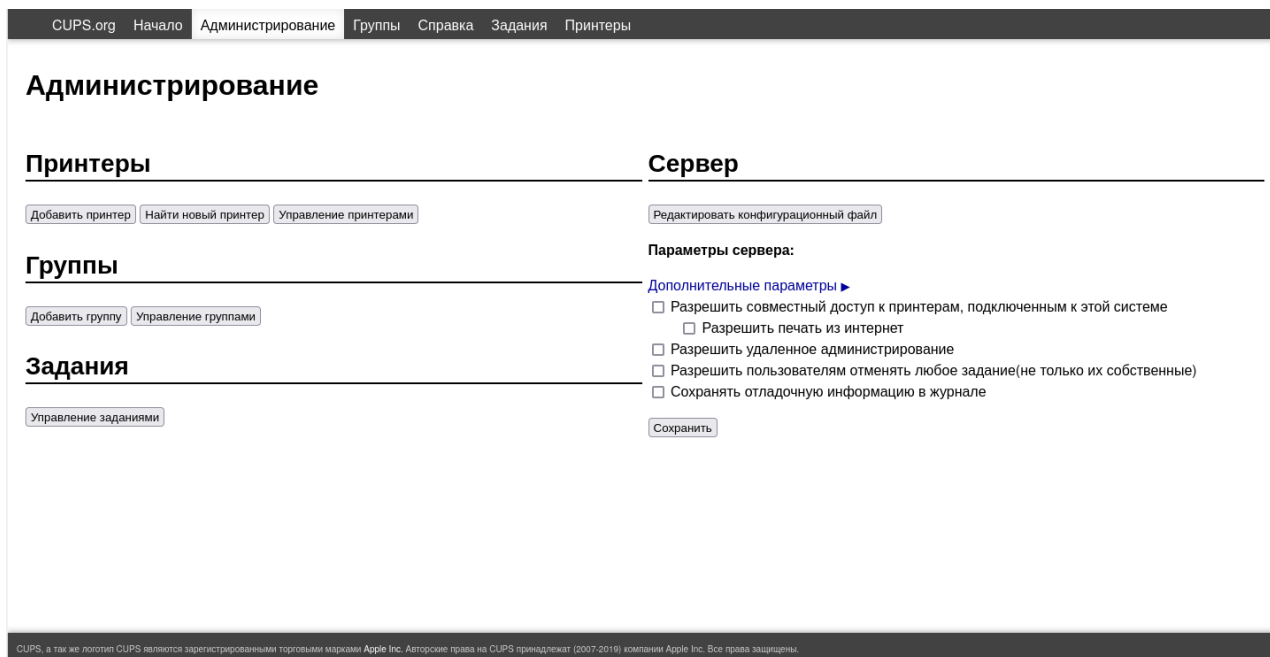 CUPS.org Начало Администрирование Группы Справка Задания Принтеры
Администрирование
Принтеры
Добавить принтер Найти новый принтер Управление принтерами
Группы
Добавить группу Управление группами
Задания
Управление заданиями
Сервер
Редактировать конфигурационный файл
Параметры сервера:
Дополнительные параметры ▶
Разрешить совместный доступ к принтерам, подключенным к этой системе
Разрешить печать из интернет
Разрешить удаленное администрирование
Разрешить пользователям отменять любое задание(не только их собственные)
Сохранять отладочную информацию в журнале
Сохранить
CUPS, а так же логотип CUPS являются зарегистрированными торговыми марками Apple Inc. Авторские права на CUPS принадлежат (2007-2019) компании Apple Inc. Все права защищены.